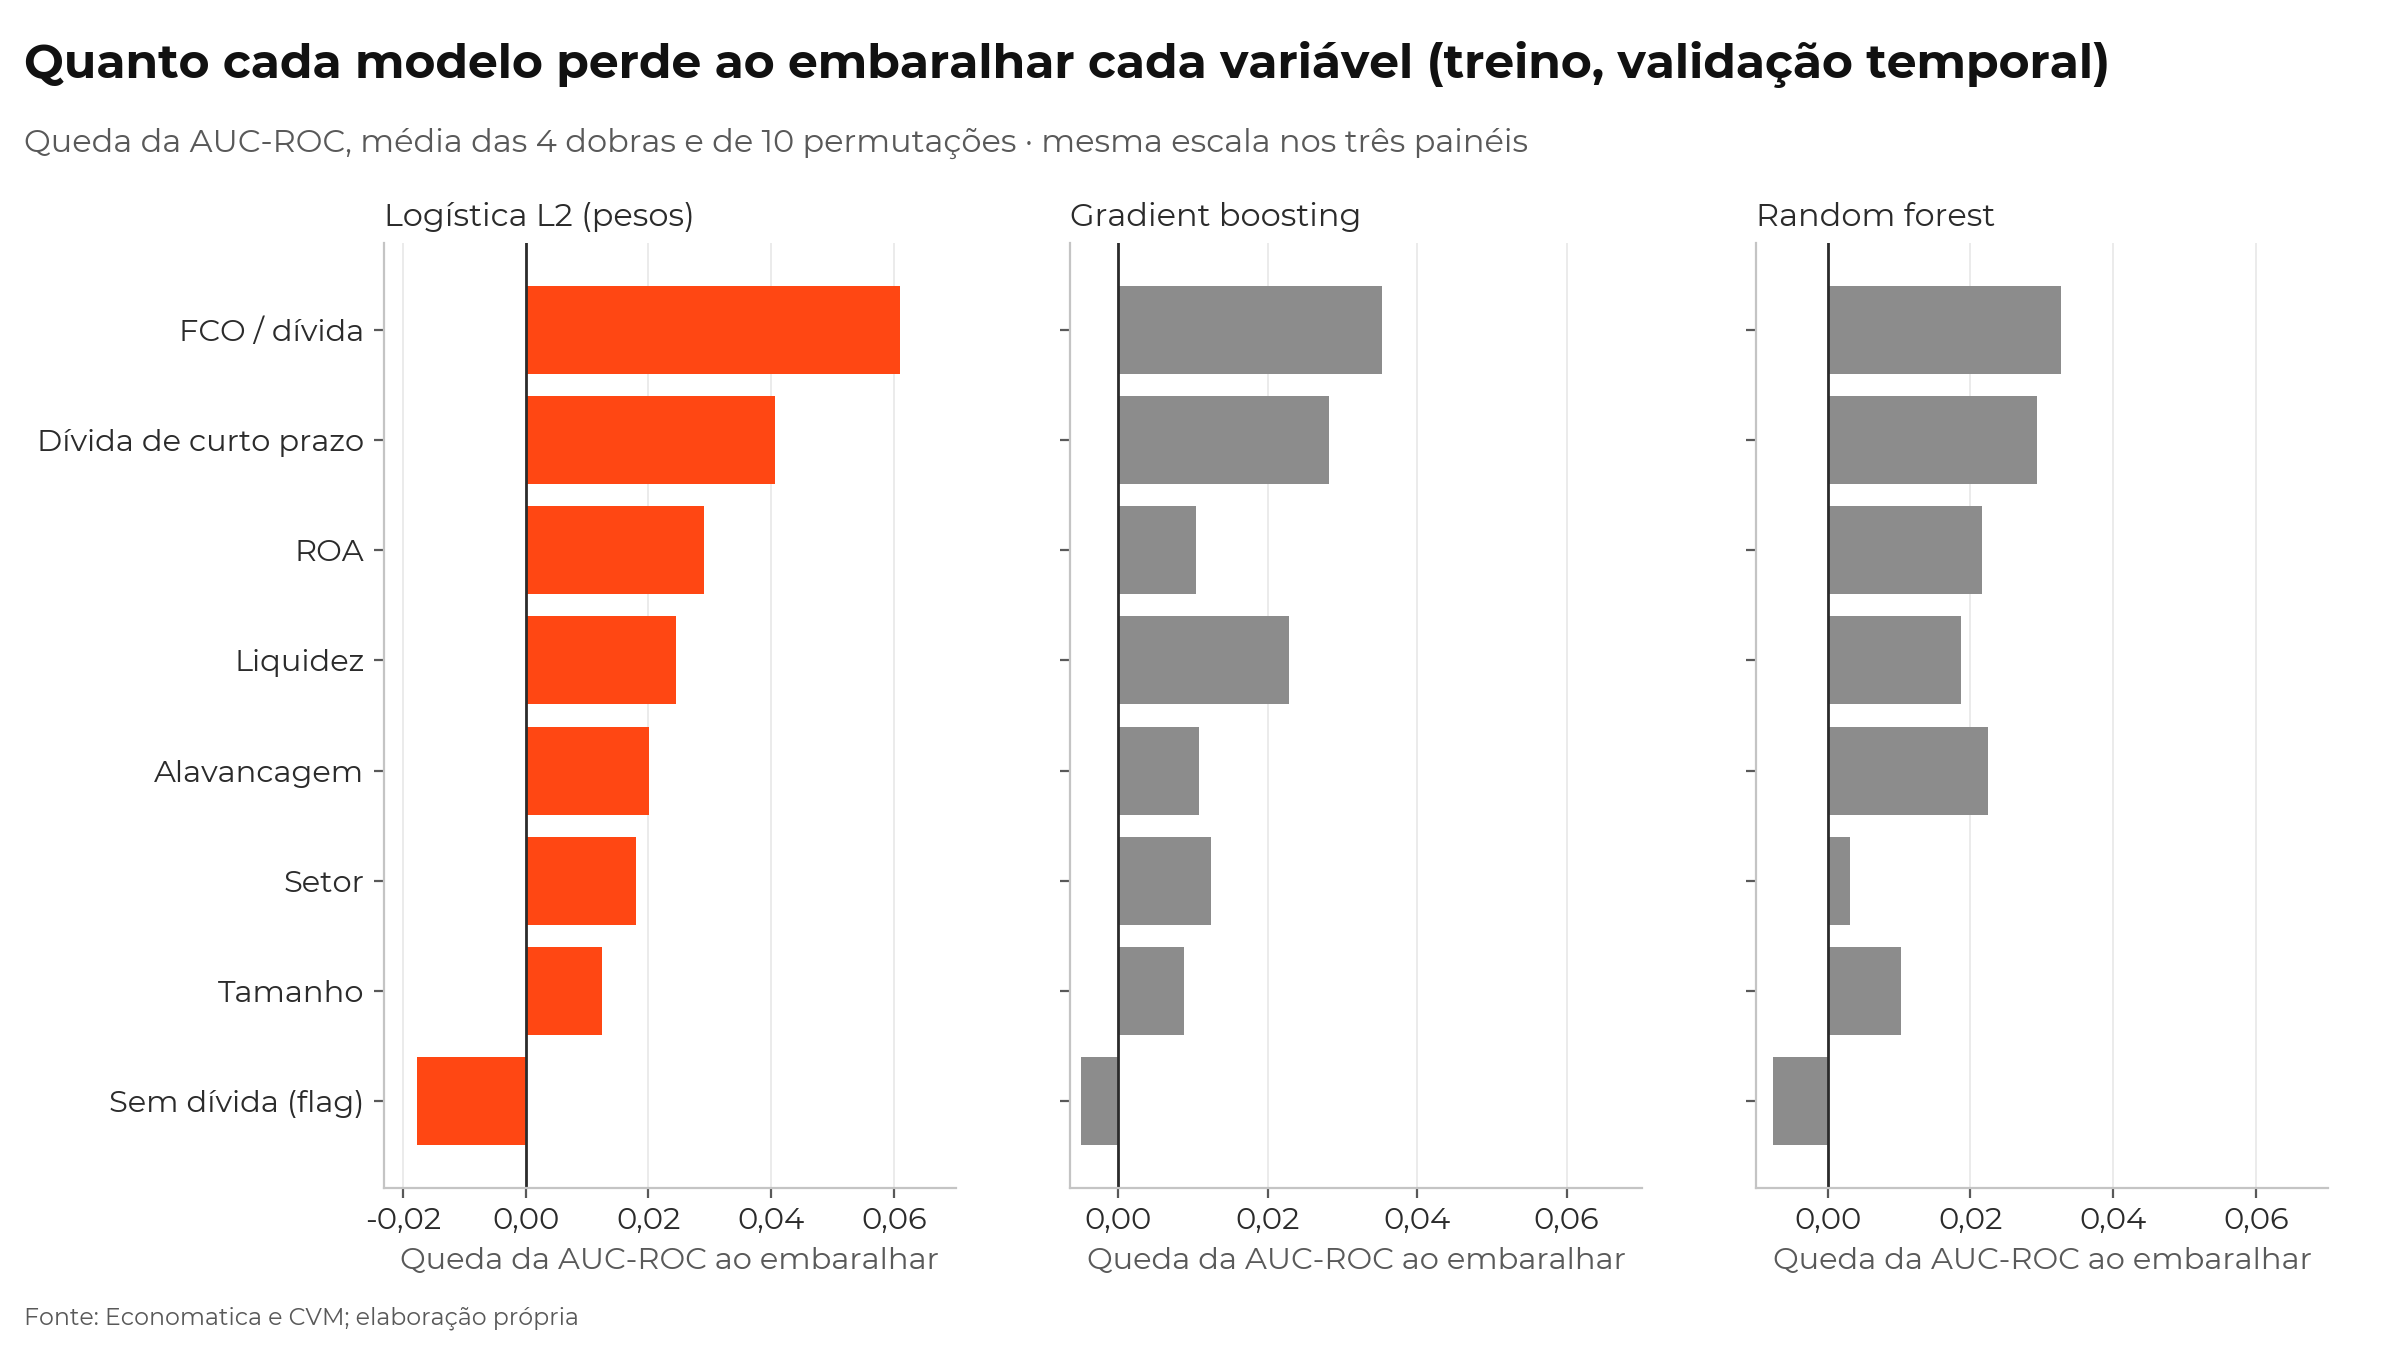 Quanto cada modelo perde ao embaralhar cada variável (treino, validação temporal)
Queda da AUC-ROC, média das 4 dobras e de 10 permutações · mesma escala nos três painéis
Logística L2 (pesos)
Gradient boosting
Random forest
FCO / dívida
Dívida de curto prazo
ROA
Liquidez
Alavancagem
Setor
Tamanho
Sem dívida (flag)
-0,02 0,00 0,02 0,04 0,06
0,00 0,02 0,04 0,06
0,00 0,02 0,04 0,06
Queda da AUC-ROC ao embaralhar
Queda da AUC-ROC ao embaralhar
Queda da AUC-ROC ao embaralhar
Fonte: Economatica e CVM; elaboração própria